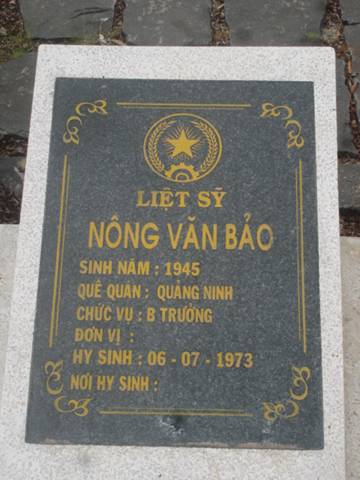 LIỆT SỸ
NÔNG VĂN BẢO
SINH NĂM : 1945
QUÊ QUÁN : QUẢNG NINH
CHỨC VỤ : B TRƯỞNG
ĐƠN VỊ :
HY SINH : 06 - 07 - 1973
NƠI HY SINH :